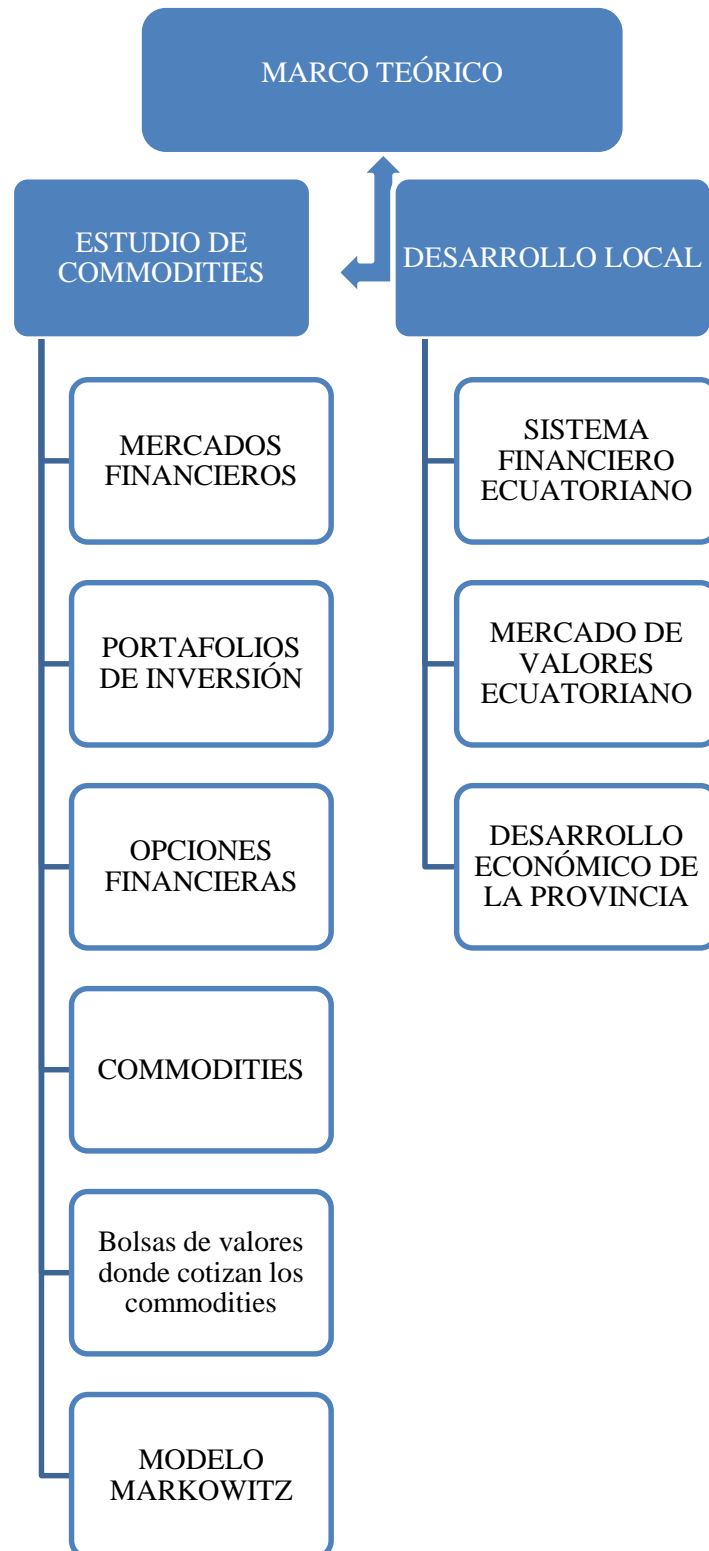 MARCO TEÓRICO
ESTUDIO DE
COMMODITIES
MERCADOS
FINANCIEROS
PORTAFOLIOS
DE INVERSIÓN
OPCIONES
FINANCIERAS
COMMODITIES
Bolsas de valores
donde cotizan los
commodities
MODELO
MARKOWITZ
DESARROLLO LOCAL
SISTEMA
FINANCIERO
ECUATORIANO
MERCADO DE
VALORES
ECUATORIANO
DESARROLLO
ECONÓMICO DE
LA PROVINCIA